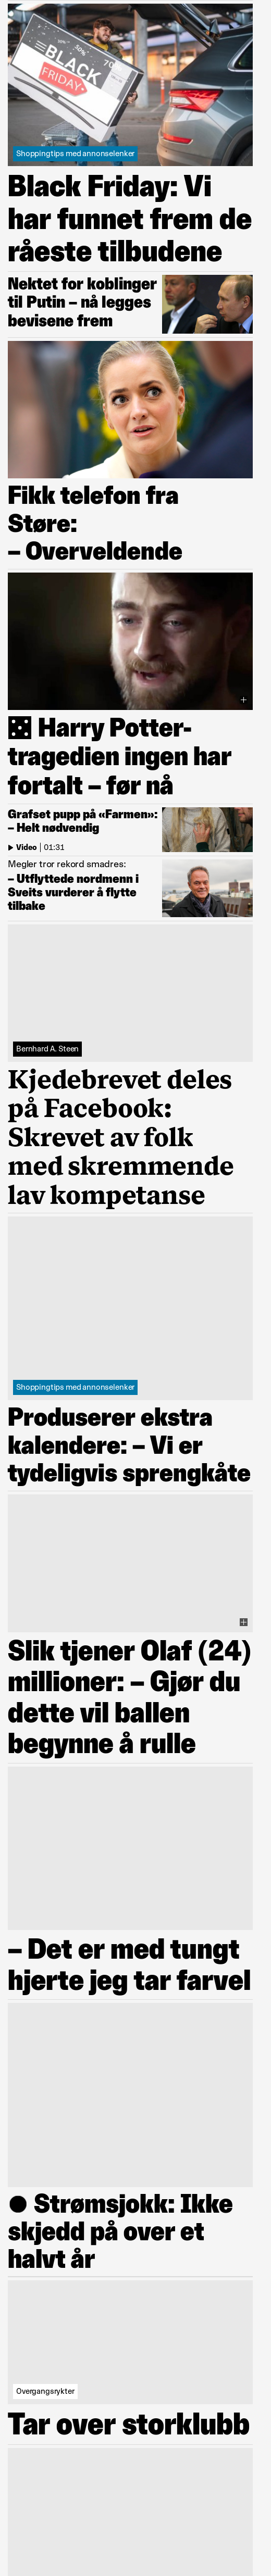 BLACK
50%
70
FRIDAY
Shoppingtips med annonselenker
Black Friday: Vi
har funnet frem de
råeste tilbudene
Nektet for koblinger
til Putin – nå legges
bevisene frem
Fikk telefon fra
Støre:
– Overveldende
Harry Potter-
tragedien ingen har
fortalt – før nå
Grafset pupp på «Farmen»:
– Helt nødvendig
Video | 01:31
Megler tror rekord smadres:
– Utflyttede nordmenn i
Sveits vurderer å flytte
tilbake
Bernhard A. Steen
Kjedebrevet deles
på Facebook:
Skrevet av folk
med skremmende
lav kompetanse
Shoppingtips med annonselenker
Produserer ekstra
kalendere: – Vi er
tydeligvis sprengkåte
Slik tjener Olaf (24)
millioner: – Gjør du
dette vil ballen
begynne å rulle
– Det er med tungt
hjerte jeg tar farvel
Strømsjokk: Ikke
skjedd på over et
halvt år
Overgangsrykter
Tar over storklubb